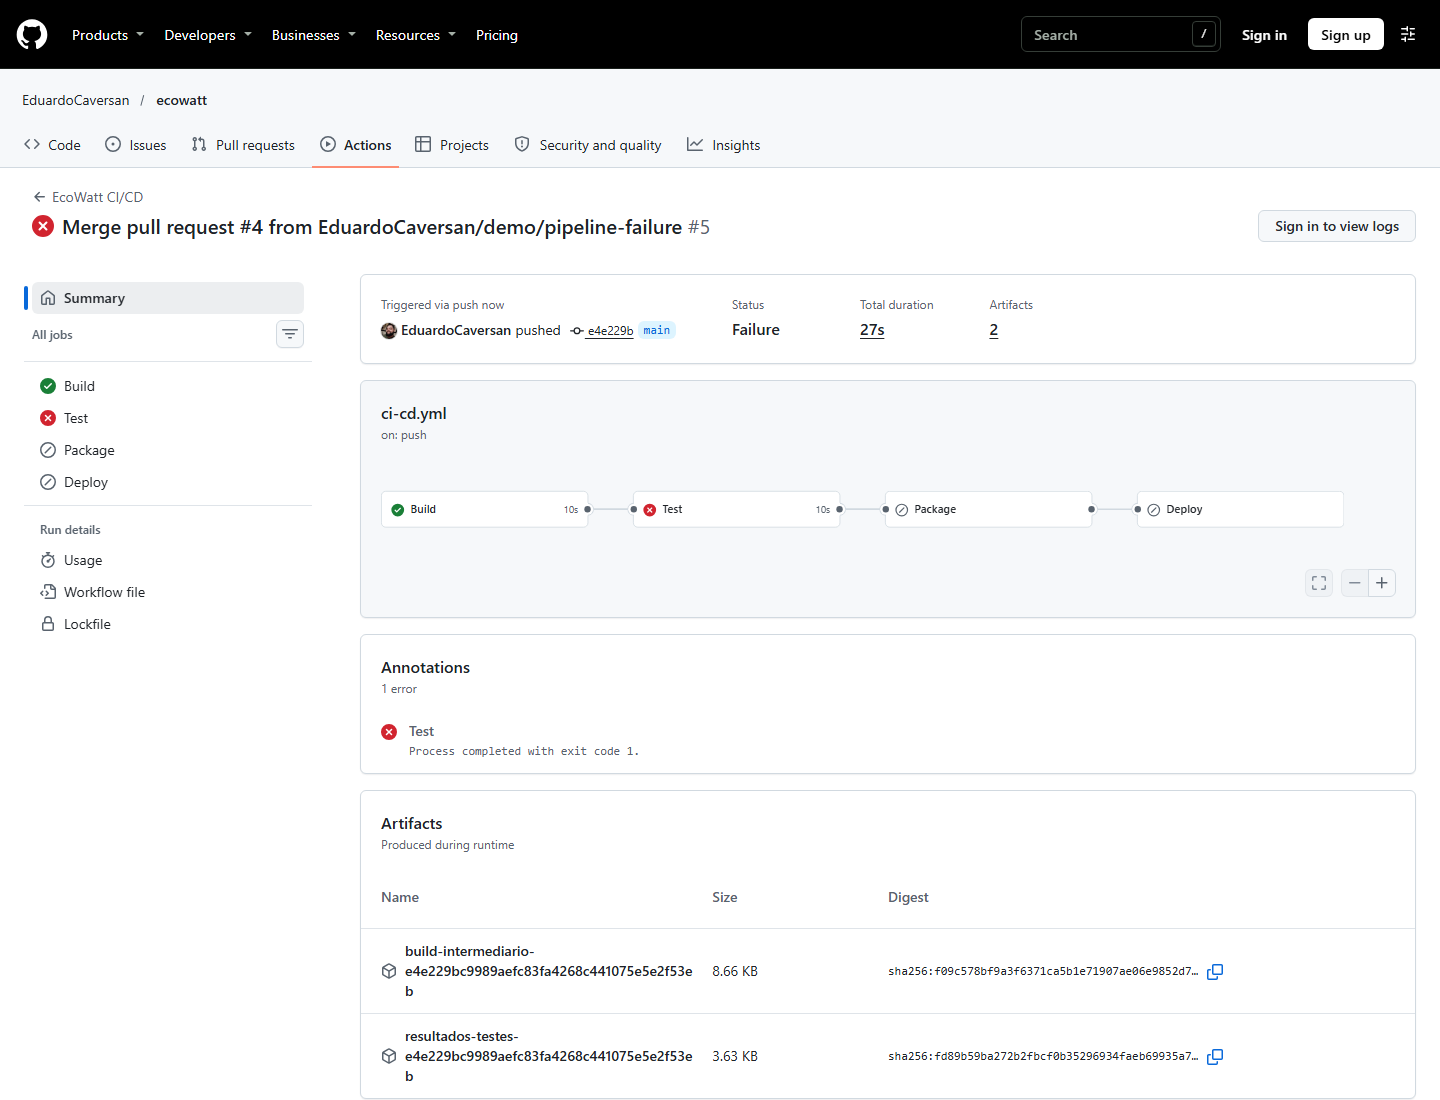 Products Developers Businesses Resources Pricing Search / Sign in Sign up
EduardoCaversan / ecowatt
Code Issues Pull requests Actions Projects Security and quality Insights
EcoWatt CI/CD
Merge pull request #4 from EduardoCaversan/demo/pipeline-failure #5
Sign in to view logs
Summary
All jobs
Build
Test
Package
Deploy
Run details
Usage
Workflow file
Lockfile
Triggered via push now
EduardoCaversan pushed e4e229b main
Status
Failure
Total duration
27s
Artifacts
2
ci-cd.yml
on: push
Build 10s
Test 10s
Package
Deploy
Annotations
1 error
Test
Process completed with exit code 1.
Artifacts
Produced during runtime
Name Size Digest
build-intermediario-
e4e229bc9989aefc83fa4268c441075e5e2f53e
b
8.66 KB
sha256:f09c578bf9a3f6371ca5b1e71907ae06e9852d7…
resultados-testes-
e4e229bc9989aefc83fa4268c441075e5e2f53e
b
3.63 KB
sha256:fd89b59ba272b2fbcf0b35296934faeb69935a7…